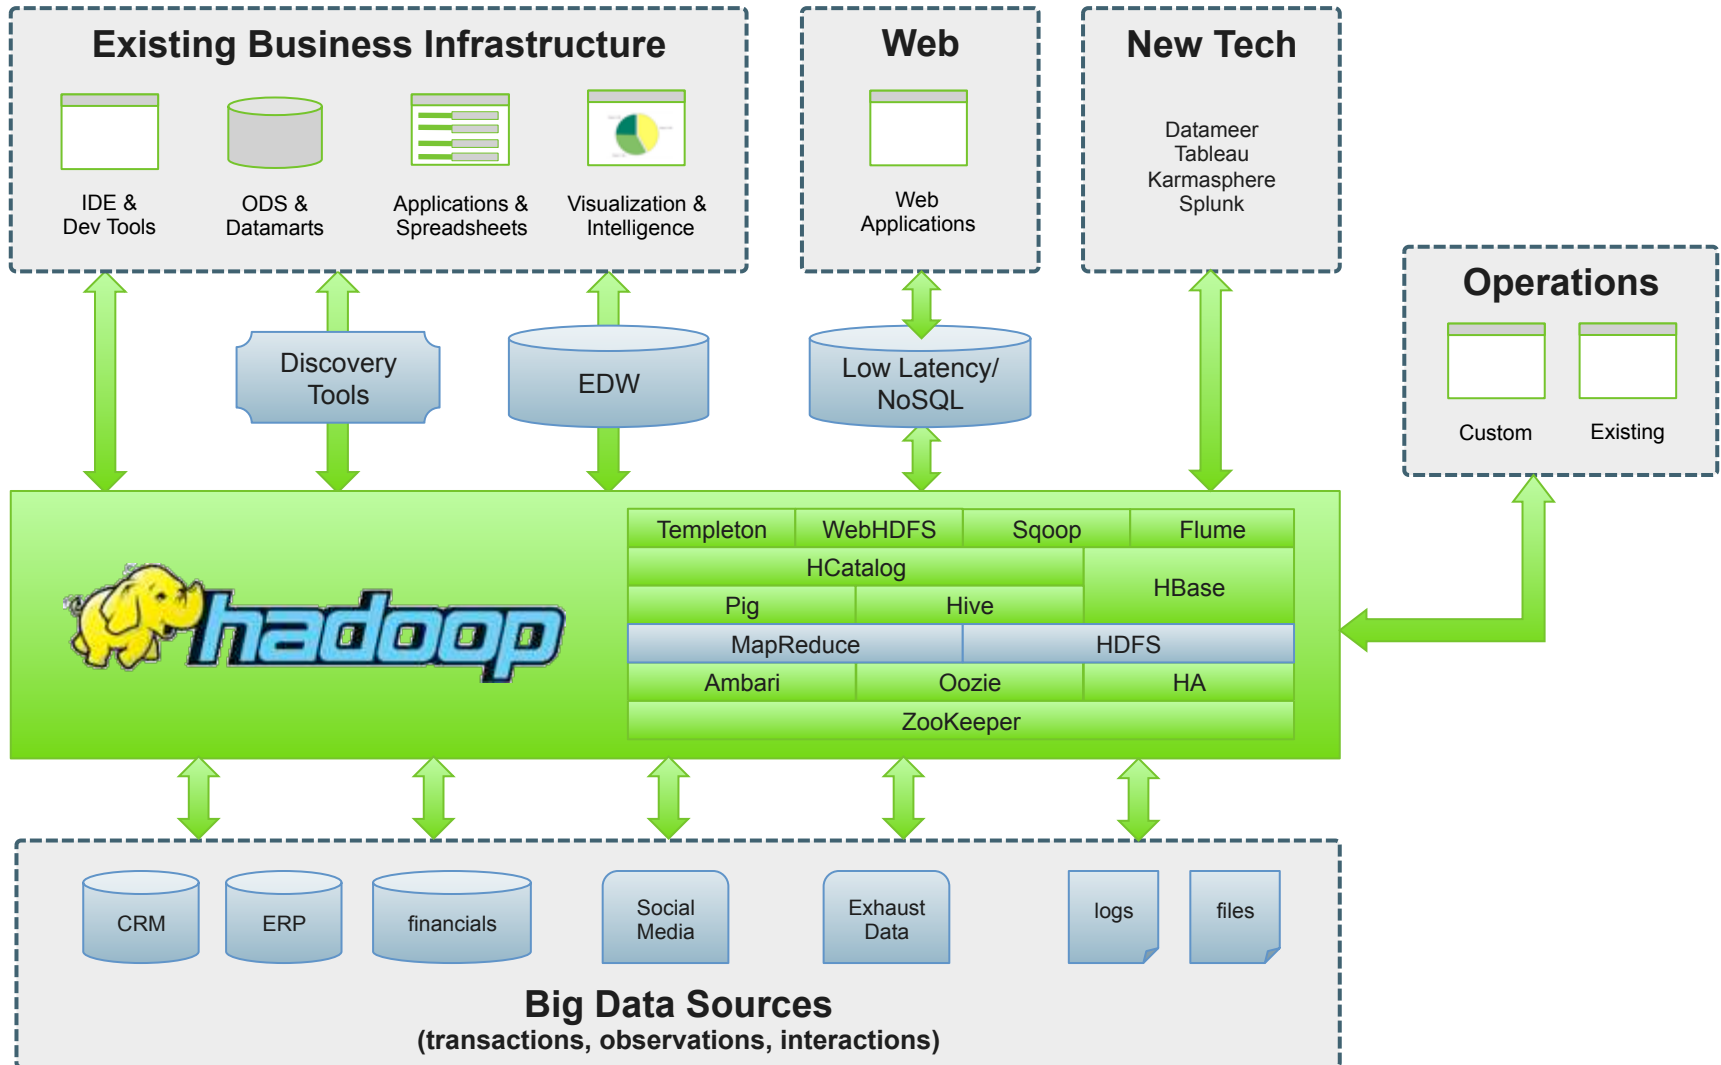 Existing Business Infrastructure
IDE &
Dev Tools
ODS &
Datamarts
Applications &
Spreadsheets
Visualization &
Intelligence
Web
Web
Applications
New Tech
Datameer
Tableau
Karmasphere
Splunk
Operations
Custom
Existing
Discovery
Tools
EDW
Low Latency/
NoSQL
hadoop
Templeton
WebHDFS
Sqoop
Flume
HCatalog
HBase
Pig
Hive
MapReduce
HDFS
Ambari
Oozie
HA
ZooKeeper
CRM
ERP
financials
Social
Media
Exhaust
Data
logs
files
Big Data Sources
(transactions, observations, interactions)